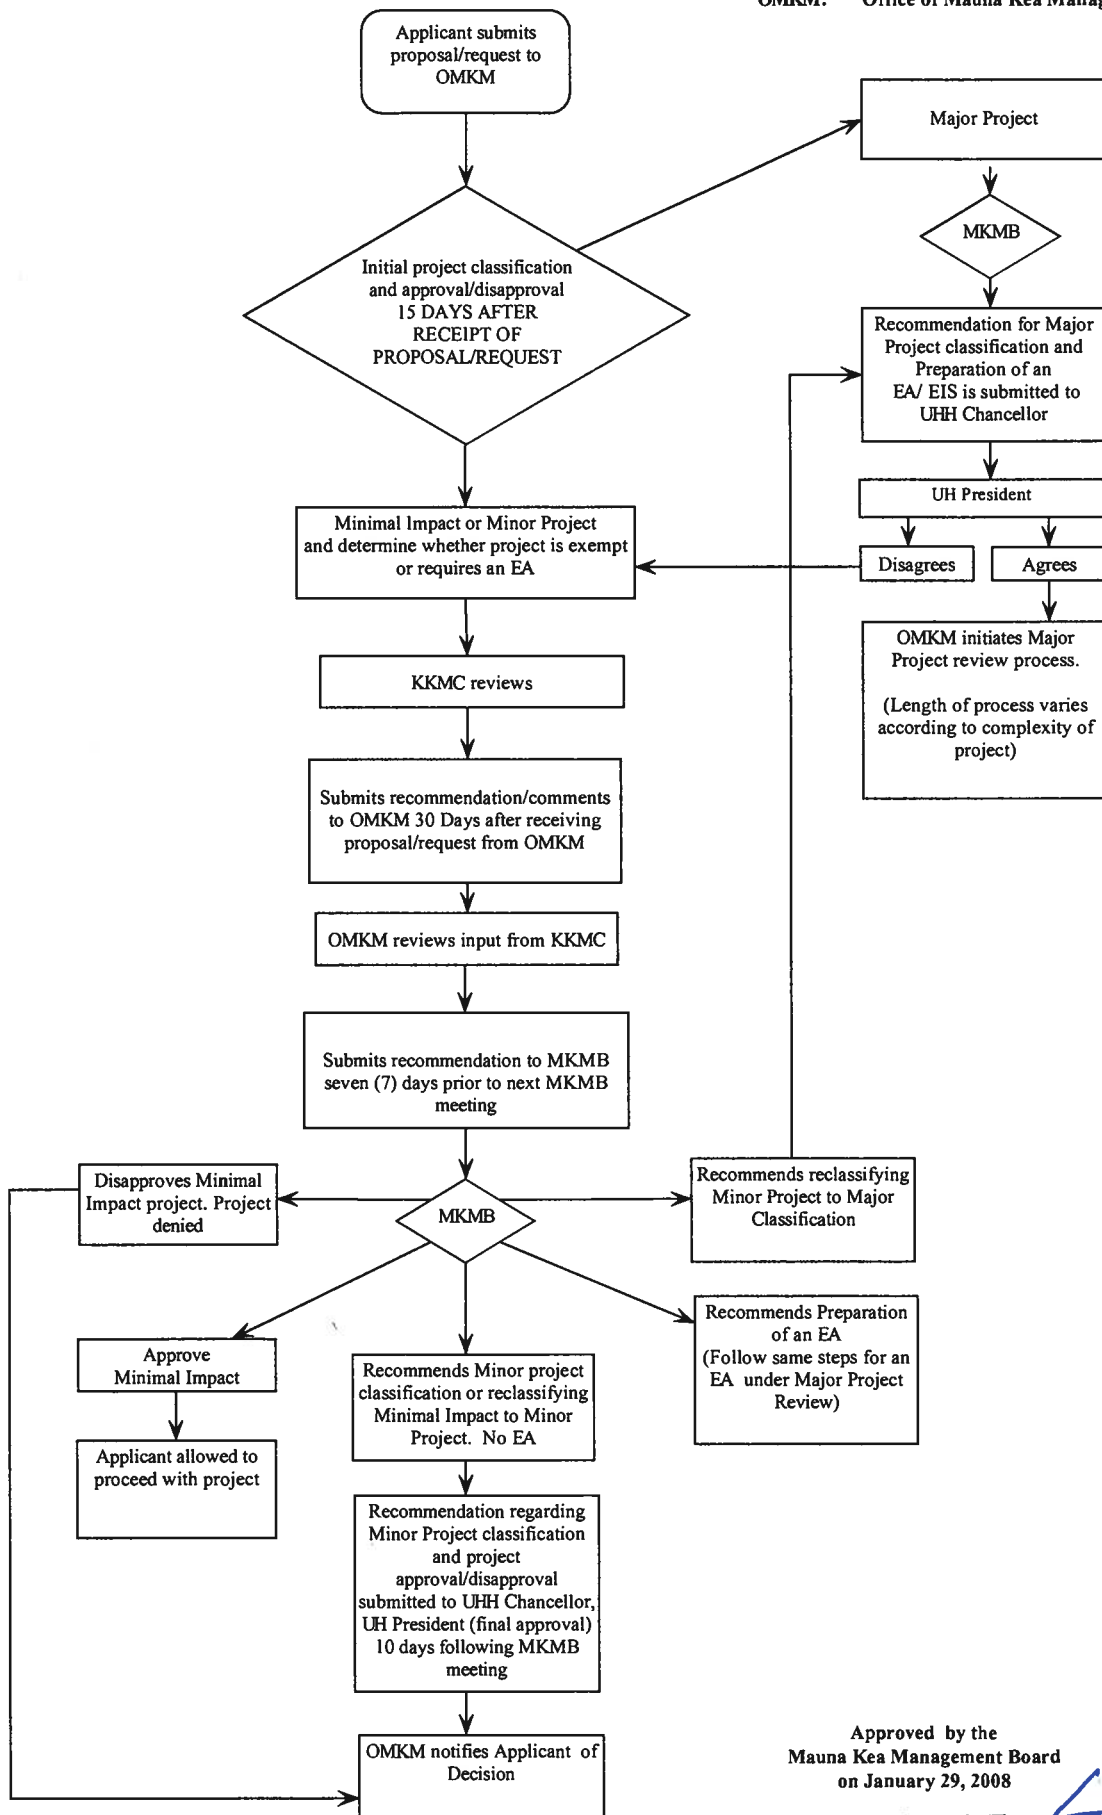 OMKM: Office of Mauna Kea Manag
Applicant submits
proposal/request to
OMKM
Major Project
MKMB
Initial project classification
and approval/disapproval
15 DAYS AFTER
RECEIPT OF
PROPOSAL/REQUEST
Recommendation for Major
Project classification and
Preparation of an
EA/ EIS is submitted to
UHH Chancellor
UH President
Disagrees
Agrees
OMKM initiates Major
Project review process.
(Length of process varies
according to complexity of
project)
Minimal Impact or Minor Project
and determine whether project is exempt
or requires an EA
KKMC reviews
Submits recommendation/comments
to OMKM 30 Days after receiving
proposal/request from OMKM
OMKM reviews input from KKMC
Submits recommendation to MKMB
seven (7) days prior to next MKMB
meeting
Disapproves Minimal
Impact project. Project
denied
MKMB
Recommends reclassifying
Minor Project to Major
Classification
Approve
Minimal Impact
Applicant allowed to
proceed with project
Recommends Minor project
classification or reclassifying
Minimal Impact to Minor
Project. No EA
Recommends Preparation
of an EA
(Follow same steps for an
EA under Major Project
Review)
Recommendation regarding
Minor Project classification
and project
approval/disapproval
submitted to UHH Chancellor,
UH President (final approval)
10 days following MKMB
meeting
OMKM notifies Applicant of
Decision
Approved by the
Mauna Kea Management Board
on January 29, 2008